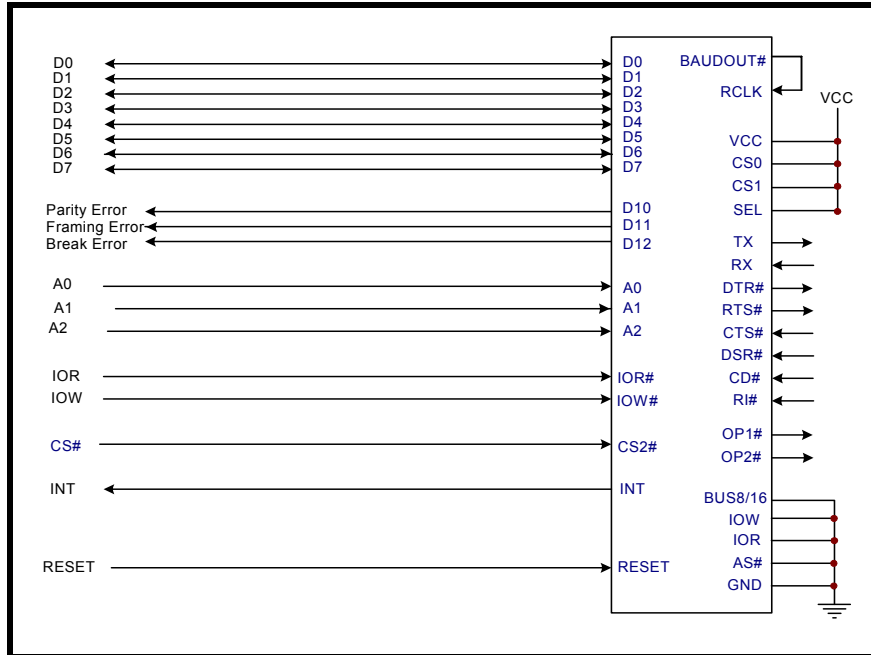 D0 D0 BAUDOUT#
D1 D1
D2 D2 RCLK
VCC
D3 D3
D4 D4
D5 D5 VCC
D6 D6 CS0
D7 D7
CS1
Parity Error D10 SEL
Framing Error D11
Break Error D12 TX
RX
A0 A0 DTR#
A1 A1 RTS#
A2 A2 CTS#
DSR#
IOR IOR# CD#
IOW IOW# RI#
OP1#
CS# CS2# OP2#
INT INT BUS8/16
IOW
IOR
RESET RESET AS#
GND